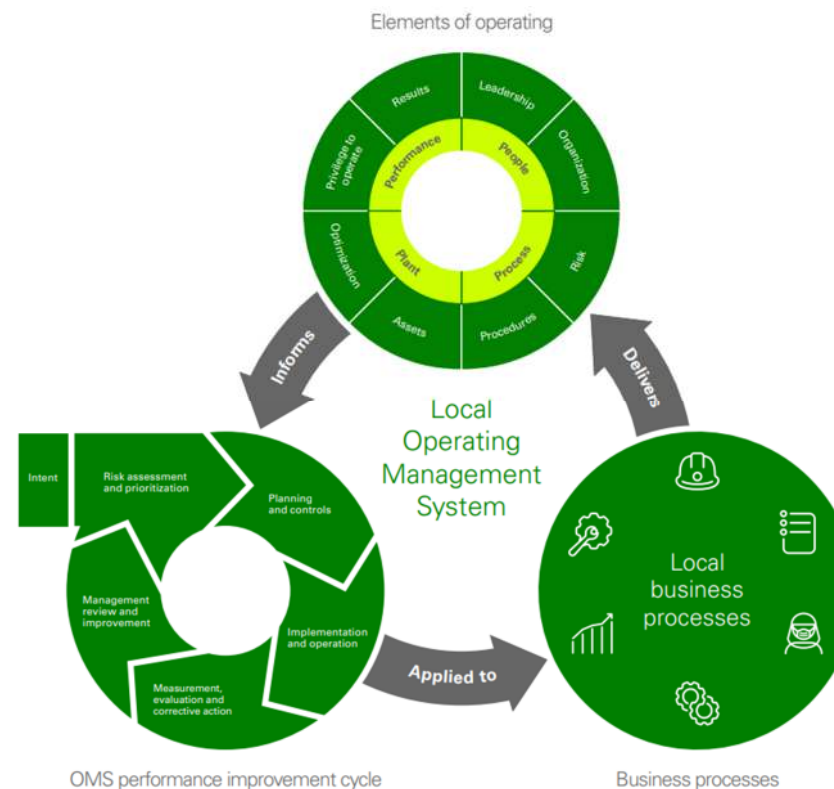 Elements of operating
Results
Leadership
Privilege to
operate
Performance
People
Organization
Optimization
Plant
Process
Risk
Assets
Procedures
Informs
Delivers
Local
Operating
Management
System
Intent
Risk assessment
and prioritization
Planning
and controls
Management
review and
improvement
Implementation
and operation
Measurement,
evaluation and
corrective action
Applied to
Local
business
processes
OMS performance improvement cycle
Business processes